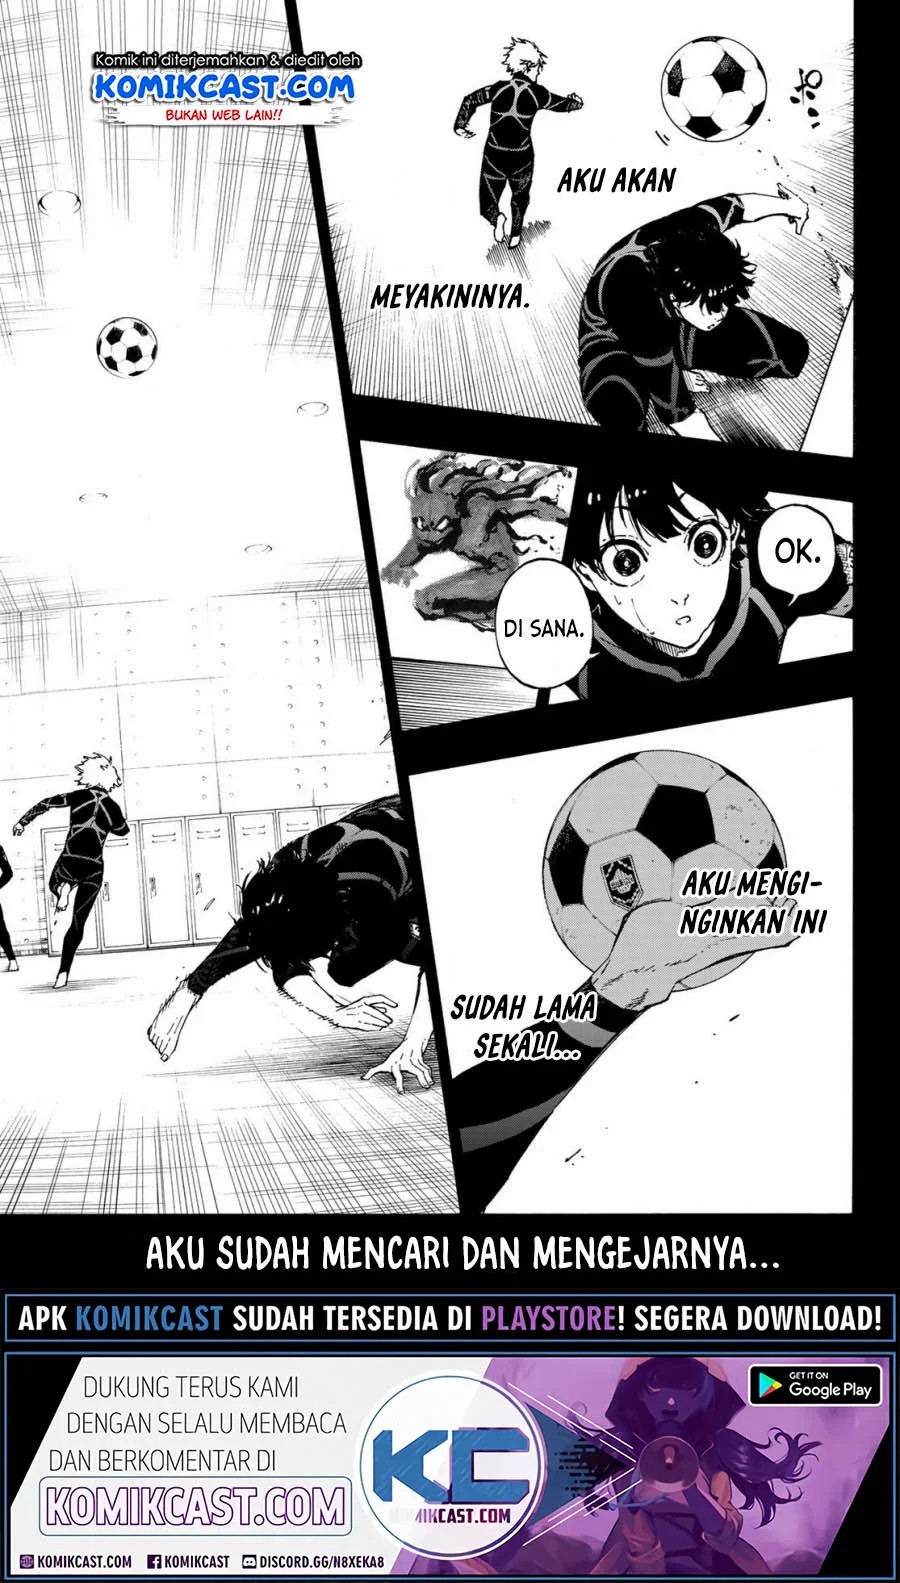 Komik ini diterjemahkan & diedit oleh
KOMIKCAST.COM
BUKAN WEB LAIN!!
AKU AKAN
MEYAKININYA.
OK.
DI SANA.
AKU MENGI-
NGINKAN INI
SUDAH LAMA
SEKALI...
AKU SUDAH MENCARI DAN MENGEJARNYA...
APK KOMIKCAST SUDAH TERSEDIA DI PLAYSTORE! SEGERA DOWNLOAD!
DUKUNG TERUS KAMI
DENGAN SELALU MEMBACA
DAN BERKOMENTAR DI
KOMIKCAST.COM
KOMIKCAST.COM
KOMIKCAST
DISCORD.GG/N8XEKA8
KC
KOMIKCAST.COM
GET IT ON
Google Play